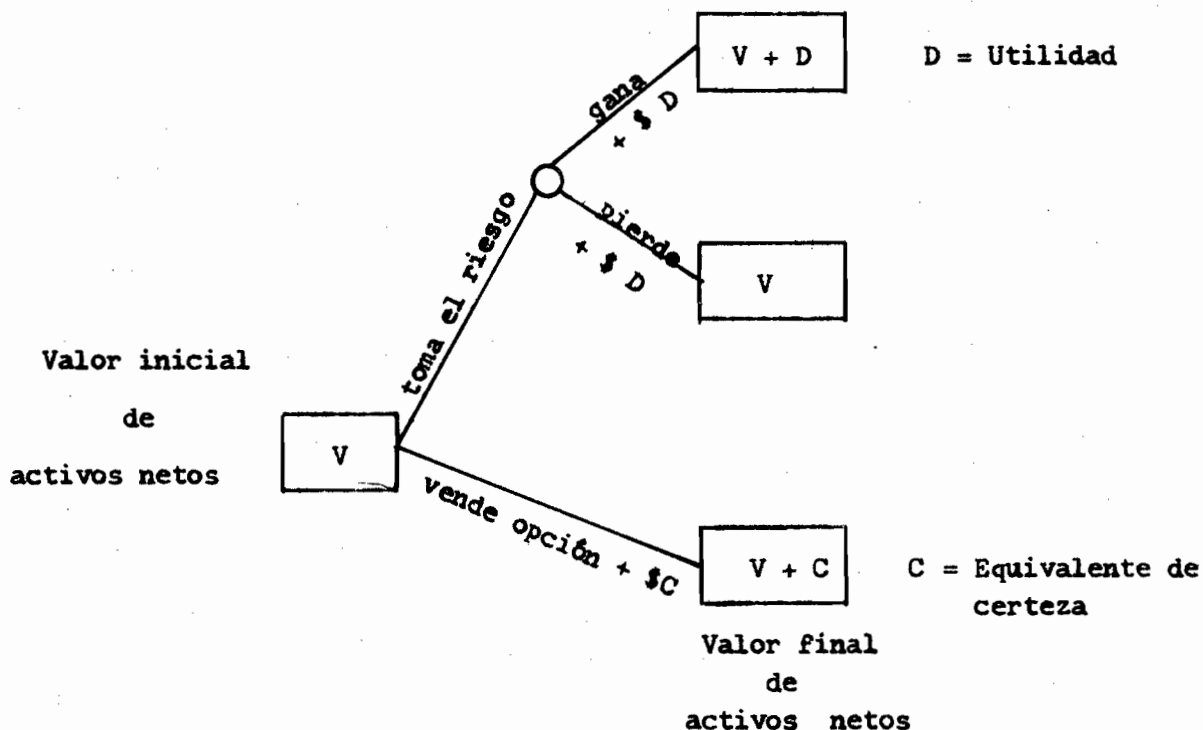 V + D
D = Utilidad
gana
+ $ D
toma el riesgo
pierde
+ $ D
V
Valor inicial
de
activos netos
V
vende opción + $C
V + C
C = Equivalente de
certeza
Valor final
de
activos netos